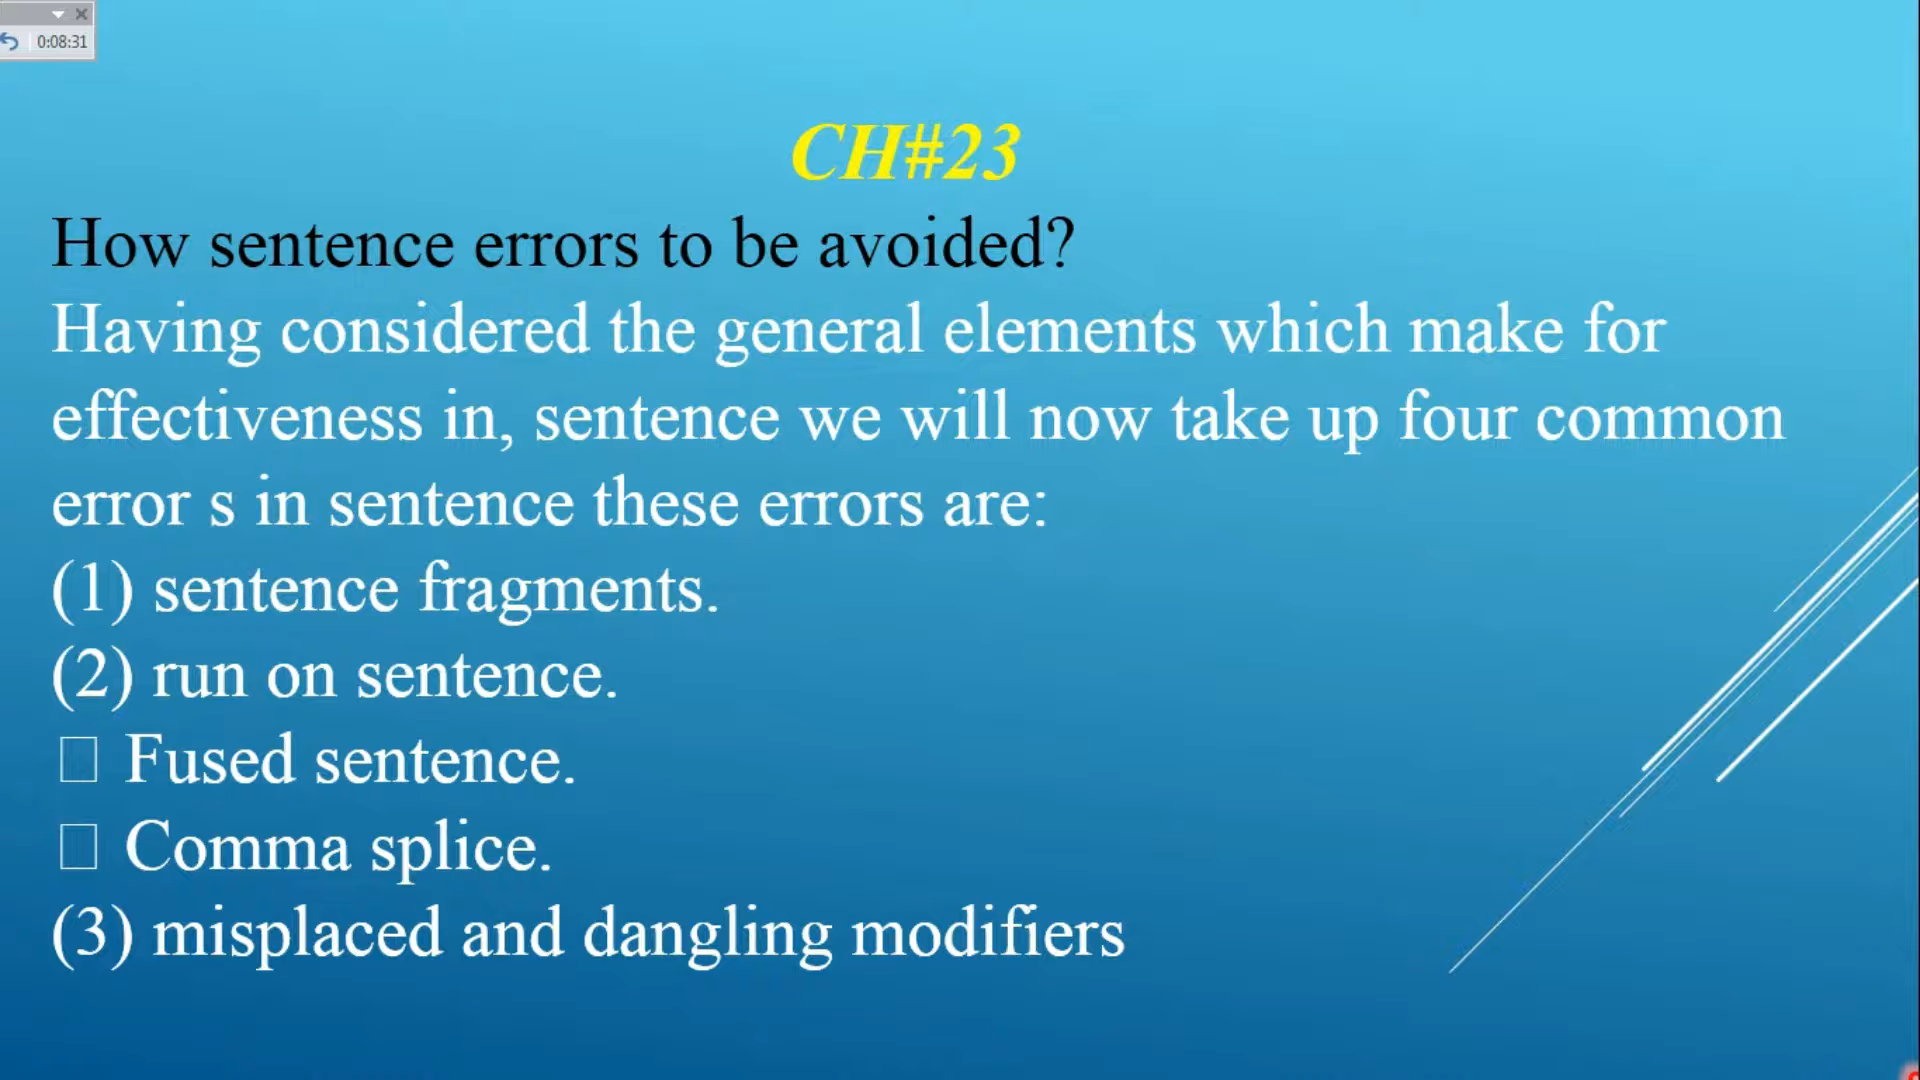 0:08:31
CH#23
How sentence errors to be avoided?
Having considered the general elements which make for
effectiveness in, sentence we will now take up four common
error s in sentence these errors are:
(1) sentence fragments.
(2) run on sentence.
□ Fused sentence.
□ Comma splice.
(3) misplaced and dangling modifiers